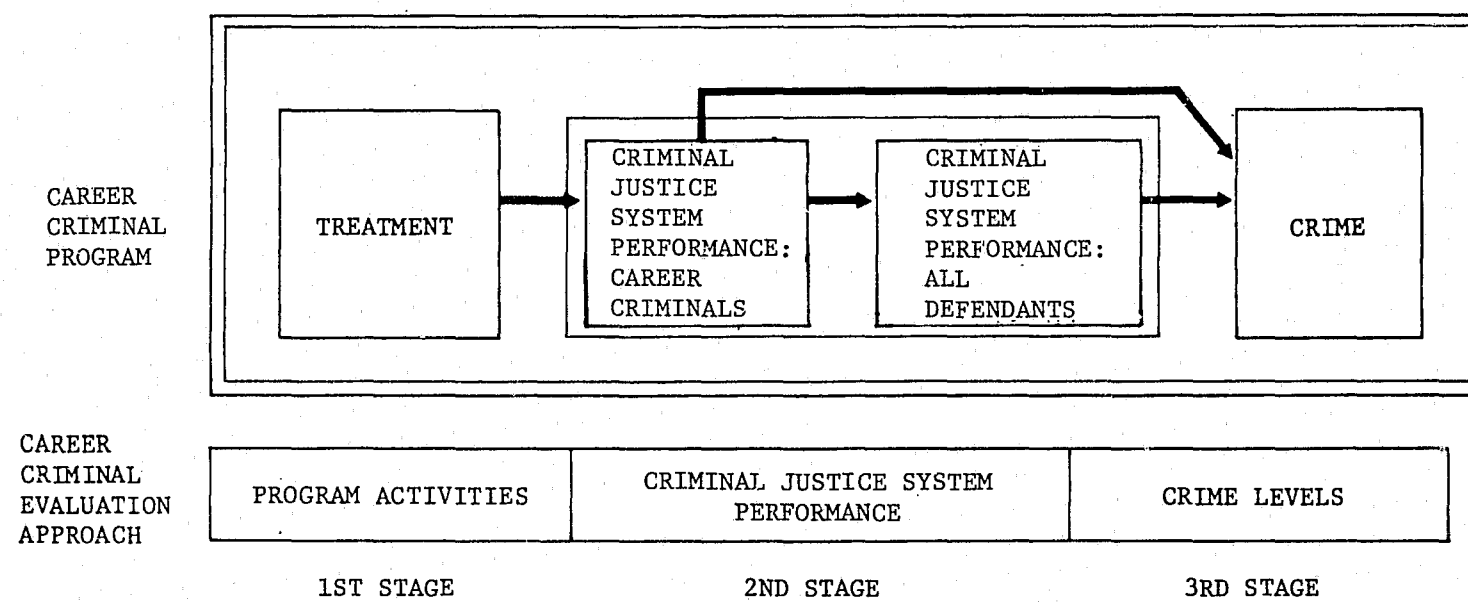 CAREER
CRIMINAL
PROGRAM
TREATMENT
CRIMINAL
JUSTICE
SYSTEM
PERFORMANCE:
CAREER
CRIMINALS
CRIMINAL
JUSTICE
SYSTEM
PERFORMANCE:
ALL
DEFENDANTS
CRIME
CAREER
CRIMINAL
EVALUATION
APPROACH
PROGRAM ACTIVITIES
CRIMINAL JUSTICE SYSTEM
PERFORMANCE
CRIME LEVELS
1ST STAGE
2ND STAGE
3RD STAGE